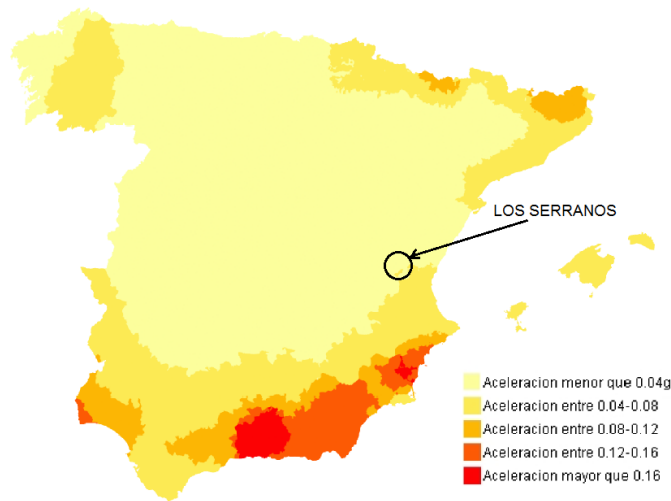 LOS SERRANOS
Aceleracion menor que 0.04g
Aceleracion entre 0.04-0.08
Aceleracion entre 0.08-0.12
Aceleracion entre 0.12-0.16
Aceleracion mayor que 0.16